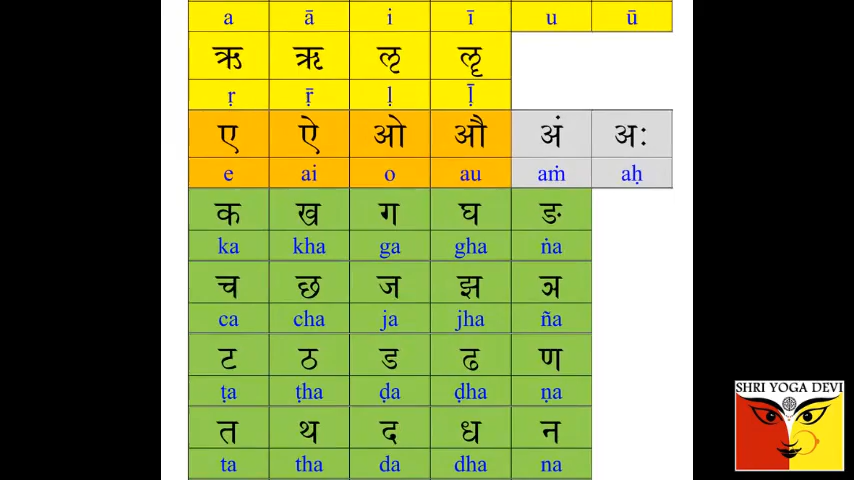 a ā i ī u ū
ऋ ॠ ऌ ॡ
ṛ ṝ ḷ Ḹ
ए ऐ ओ औ अं अः
e ai o au aṁ aḥ
क ख ग घ ङ
ka kha ga gha ṅa
च छ ज झ ञ
ca cha ja jha ña
ट ठ ड ढ ण
ṭa ṭha ḍa ḍha ṇa
त थ द ध न
ta tha da dha na
SHRI YOGA DEVI